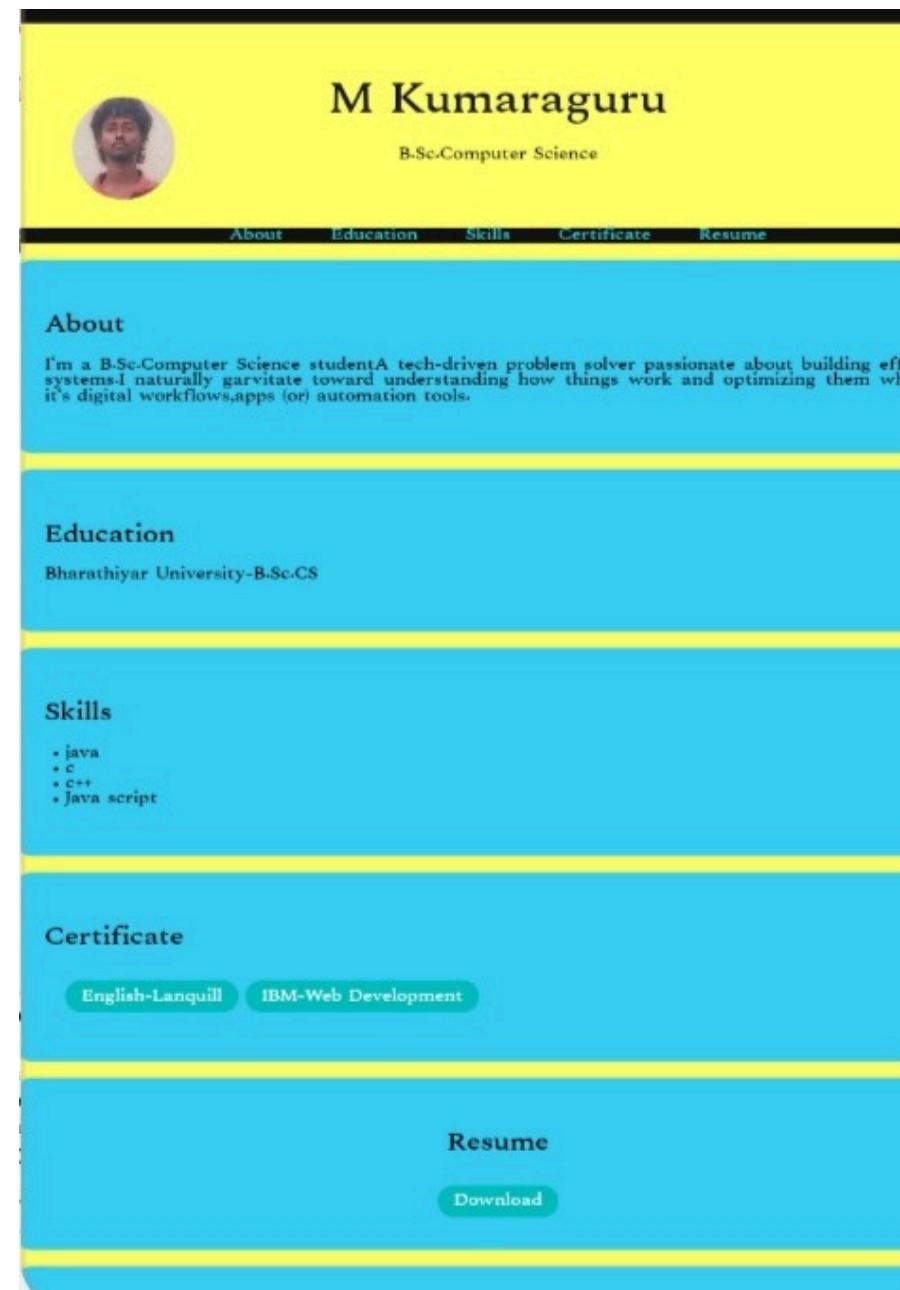 M Kumaraguru
B.Sc.Computer Science
About Education Skills Certificate Resume
About
I'm a B.Sc.Computer Science studentA tech-driven problem solver passionate about building
systems.I naturally garvitate toward understanding how things work and optimizing them
it's digital workflows,apps (or) automation tools.
Education
Bharathiyar University-B.Sc.CS
Skills
• java
• c
• c++
• Java script
Certificate
English-Lanquill IBM-Web Development
Resume
Download